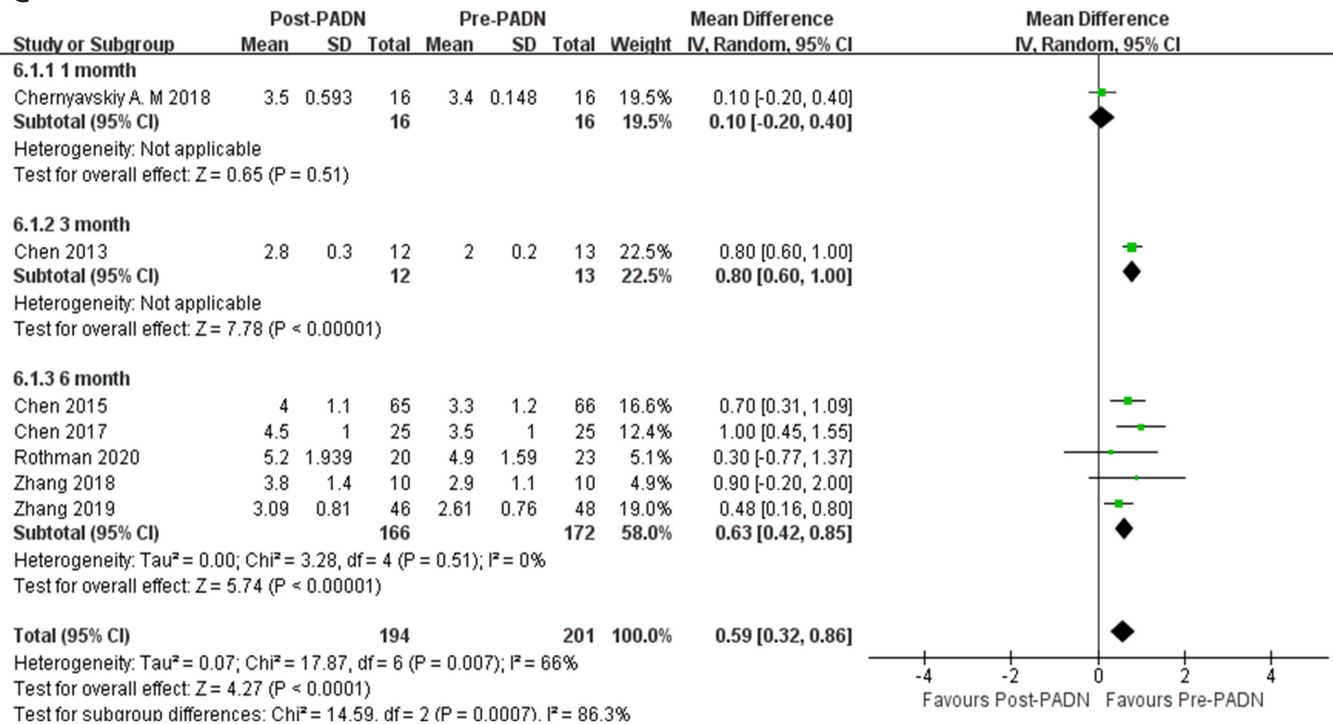 Post-PADN Pre-PADN Mean Difference Mean Difference
Study or Subgroup Mean SD Total Mean SD Total Weight IV, Random, 95% CI IV, Random, 95% CI
6.1.1 1 momth
Chernyavskiy A. M 2018 3.5 0.593 16 3.4 0.148 16 19.5% 0.10 [-0.20, 0.40]
Subtotal (95% CI) 16 16 19.5% 0.10 [-0.20, 0.40]
Heterogeneity: Not applicable
Test for overall effect: Z = 0.65 (P = 0.51)
6.1.2 3 month
Chen 2013 2.8 0.3 12 2 0.2 13 22.5% 0.80 [0.60, 1.00]
Subtotal (95% CI) 12 13 22.5% 0.80 [0.60, 1.00]
Heterogeneity: Not applicable
Test for overall effect: Z = 7.78 (P < 0.00001)
6.1.3 6 month
Chen 2015 4 1.1 65 3.3 1.2 66 16.6% 0.70 [0.31, 1.09]
Chen 2017 4.5 1 25 3.5 1 25 12.4% 1.00 [0.45, 1.55]
Rothman 2020 5.2 1.939 20 4.9 1.59 23 5.1% 0.30 [-0.77, 1.37]
Zhang 2018 3.8 1.4 10 2.9 1.1 10 4.9% 0.90 [-0.20, 2.00]
Zhang 2019 3.09 0.81 46 2.61 0.76 48 19.0% 0.48 [0.16, 0.80]
Subtotal (95% CI) 166 172 58.0% 0.63 [0.42, 0.85]
Heterogeneity: Tau² = 0.00; Chi² = 3.28, df = 4 (P = 0.51); I² = 0%
Test for overall effect: Z = 5.74 (P < 0.00001)
Total (95% CI) 194 201 100.0% 0.59 [0.32, 0.86]
Heterogeneity: Tau² = 0.07; Chi² = 17.87, df = 6 (P = 0.007); I² = 66%
Test for overall effect: Z = 4.27 (P < 0.0001)
Test for subgroup differences: Chi² = 14.59, df = 2 (P = 0.0007), I² = 86.3%
-4 -2 0 2 4
Favours Post-PADN Favours Pre-PADN